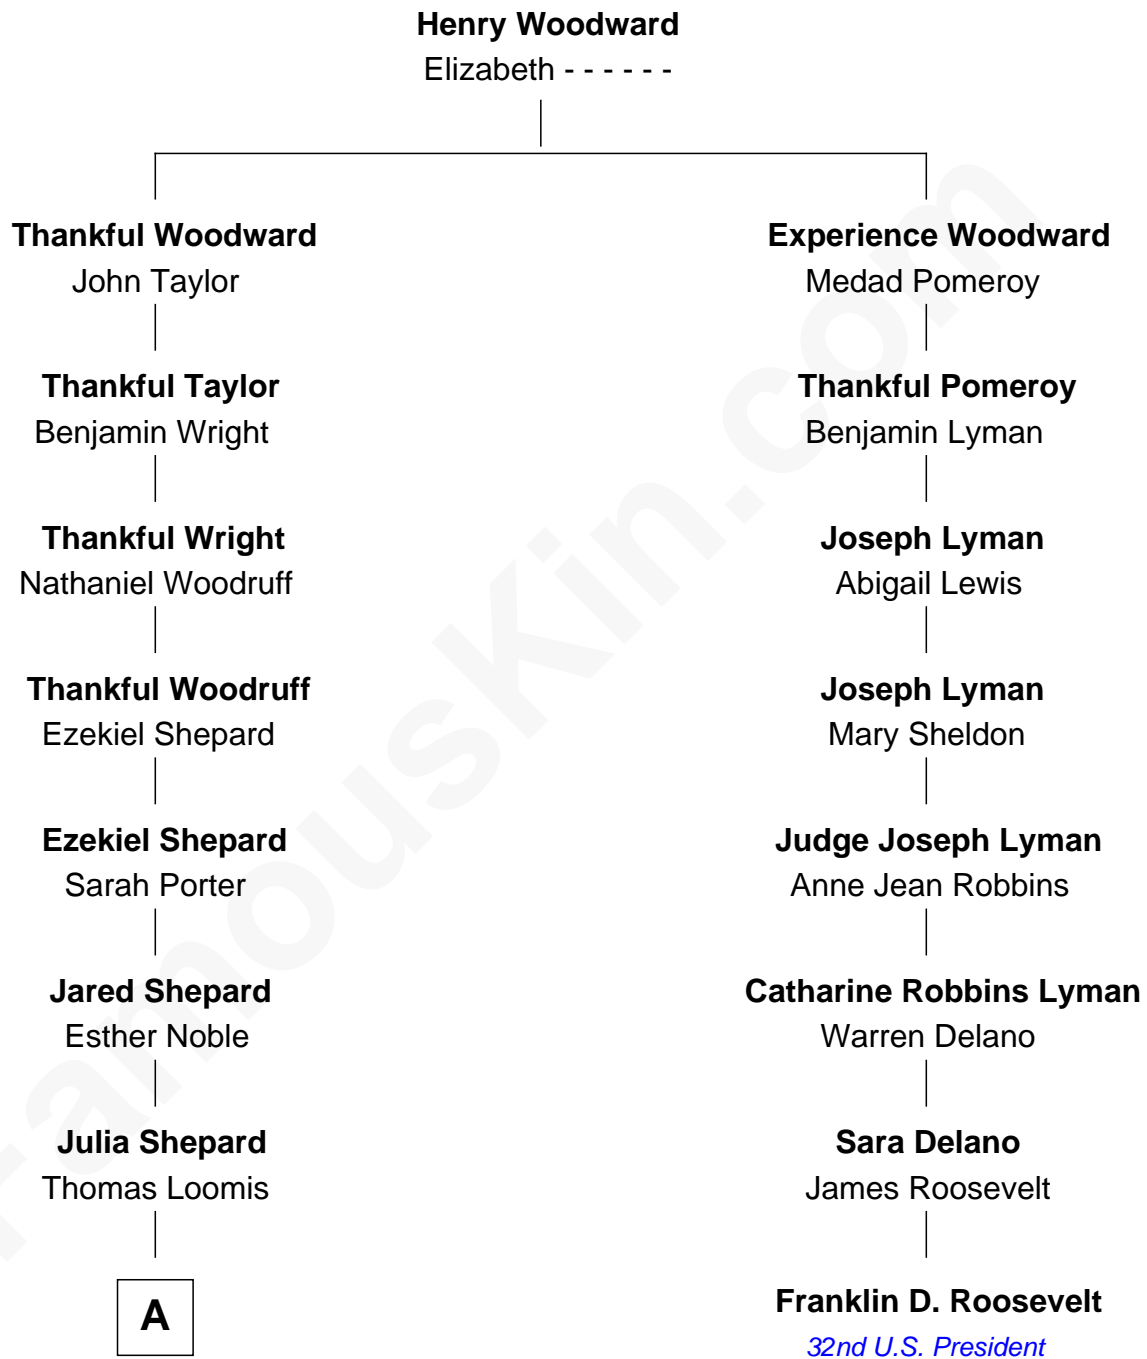 Henry Woodward
Elizabeth - - - - - -
Thankful Woodward
John Taylor
Experience Woodward
Medad Pomeroy
Thankful Taylor
Benjamin Wright
Thankful Pomeroy
Benjamin Lyman
Thankful Wright
Nathaniel Woodruff
Joseph Lyman
Abigail Lewis
Thankful Woodruff
Ezekiel Shepard
Joseph Lyman
Mary Sheldon
Ezekiel Shepard
Sarah Porter
Judge Joseph Lyman
Anne Jean Robbins
Jared Shepard
Esther Noble
Catharine Robbins Lyman
Warren Delano
Julia Shepard
Thomas Loomis
Sara Delano
James Roosevelt
A
Franklin D. Roosevelt
32nd U.S. President
FamousKin.com